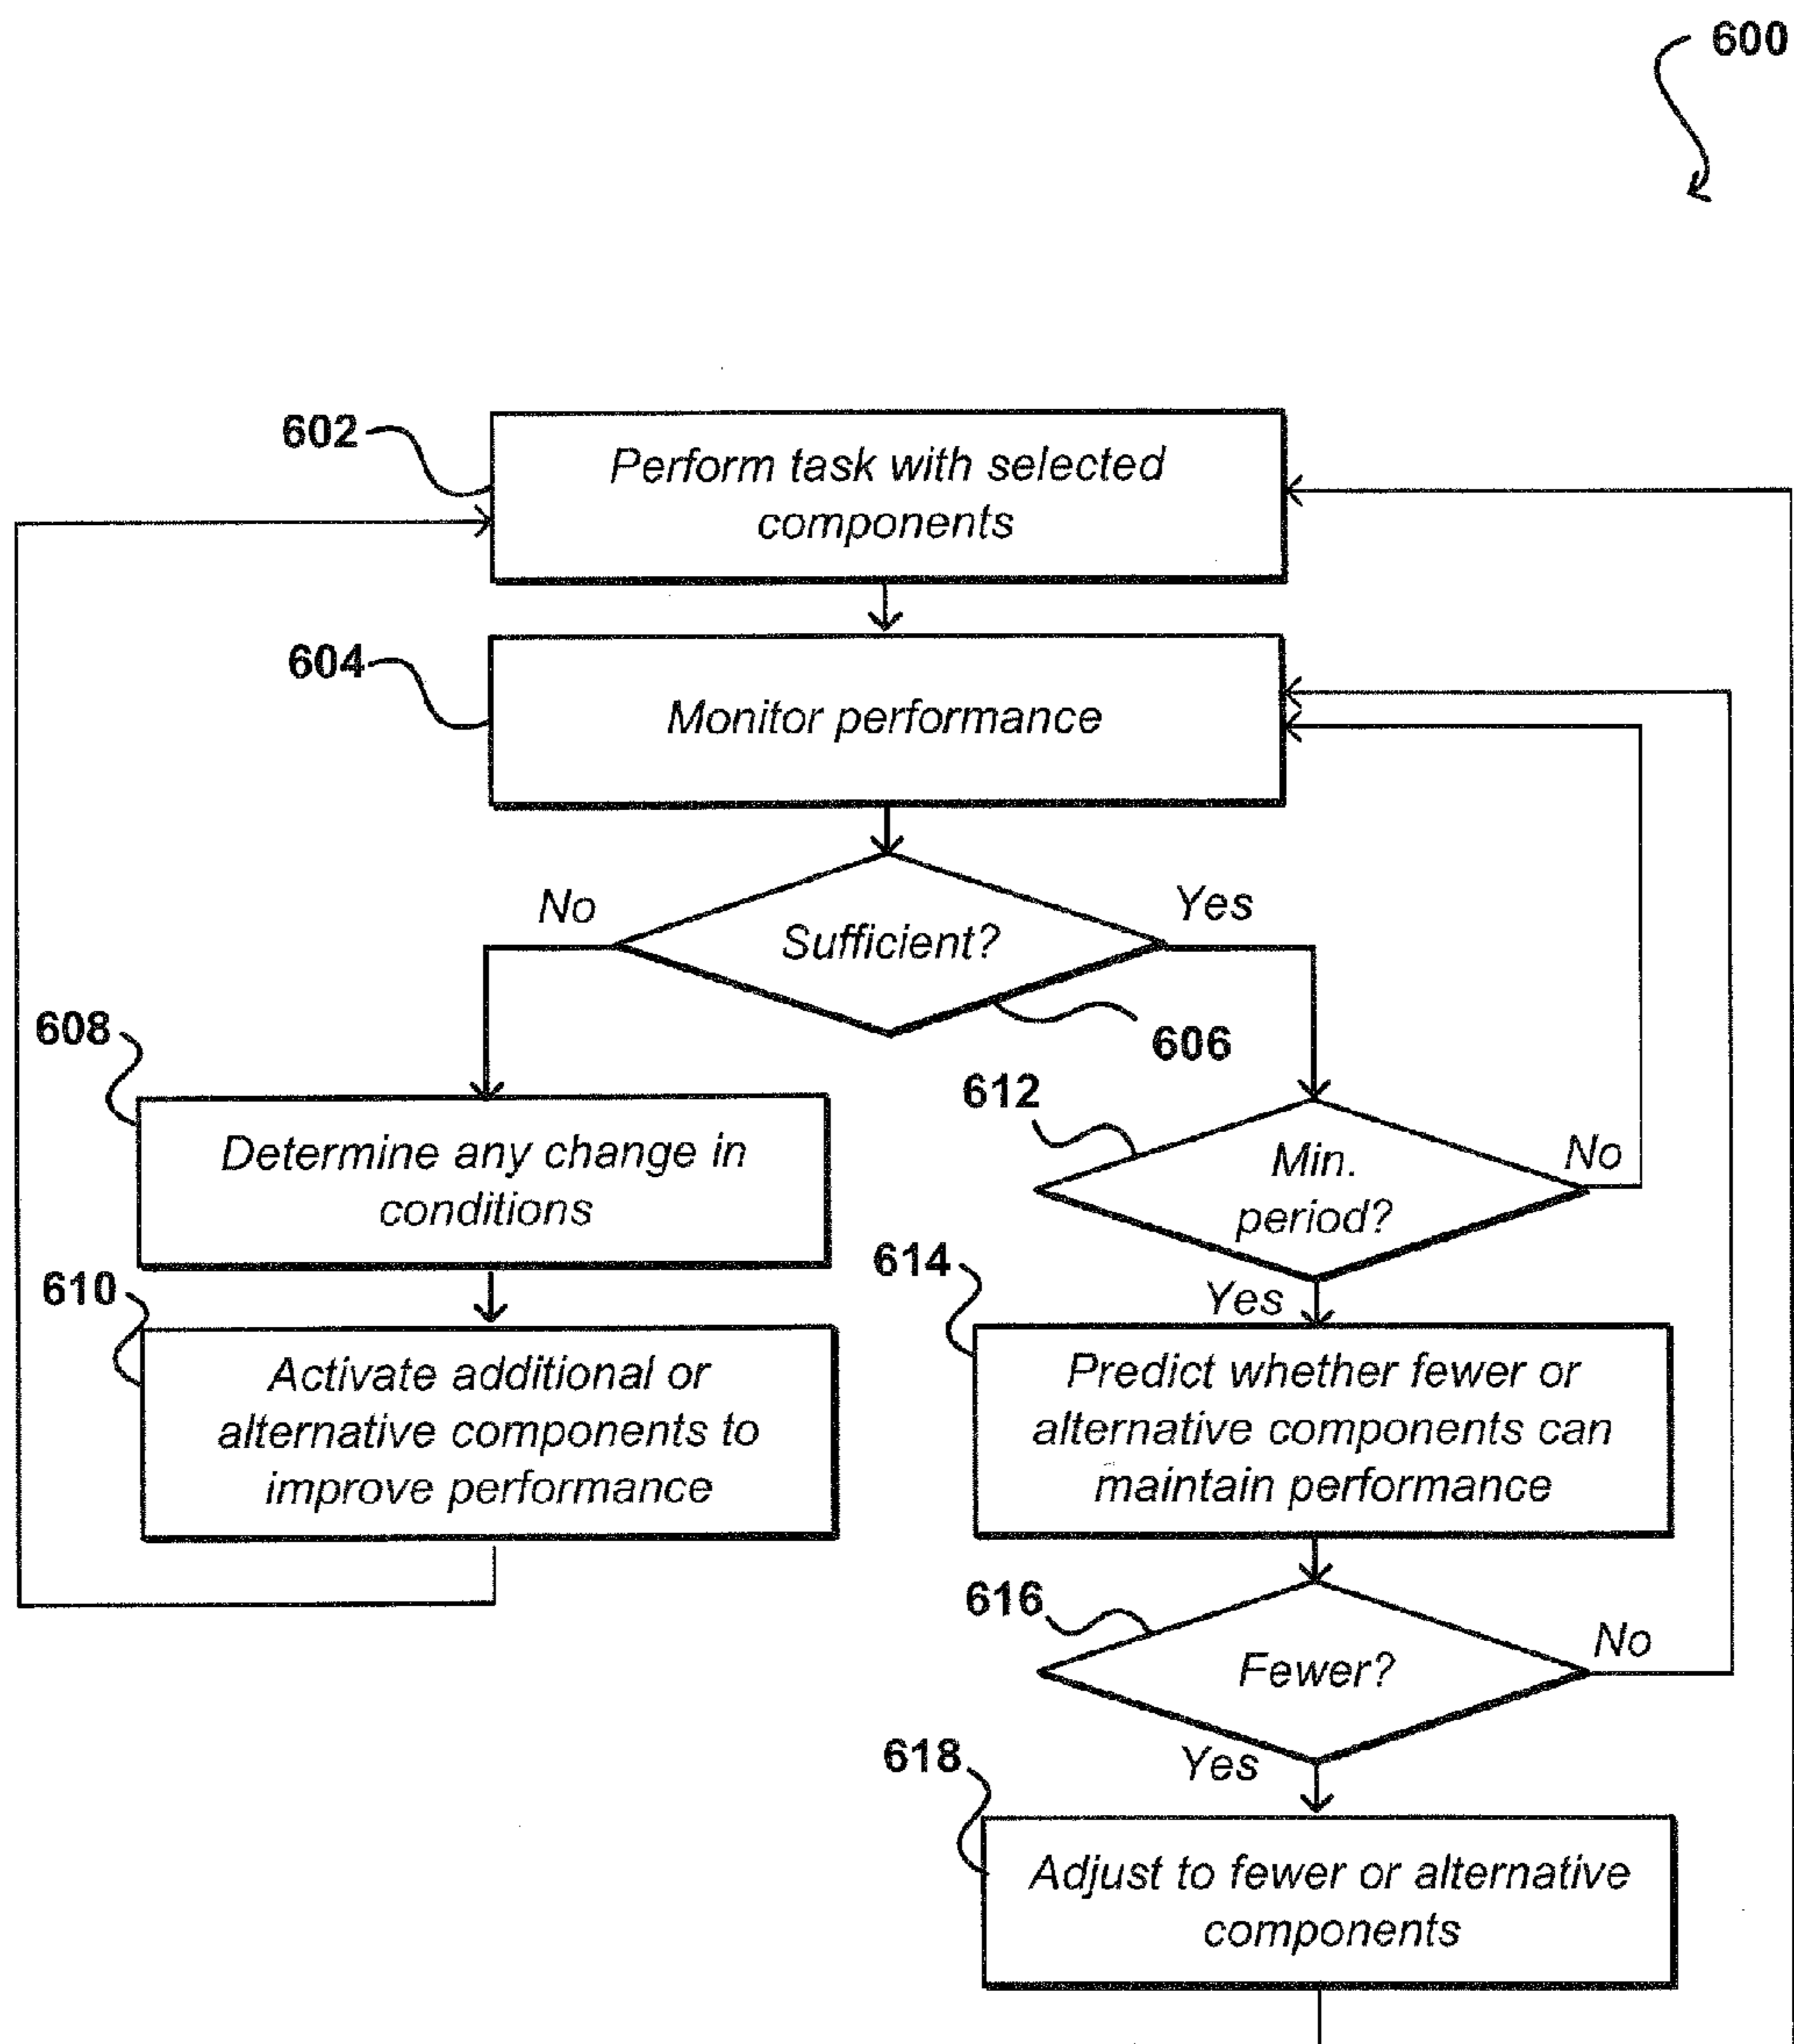 600
602
Perform task with selected
components
604
Monitor performance
No
Yes
Sufficient?
606
608
Determine any change in
conditions
612
Min.
period?
No
Yes
610
Activate additional or
alternative components to
improve performance
614
Predict whether fewer or
alternative components can
maintain performance
616
Fewer?
No
Yes
618
Adjust to fewer or alternative
components